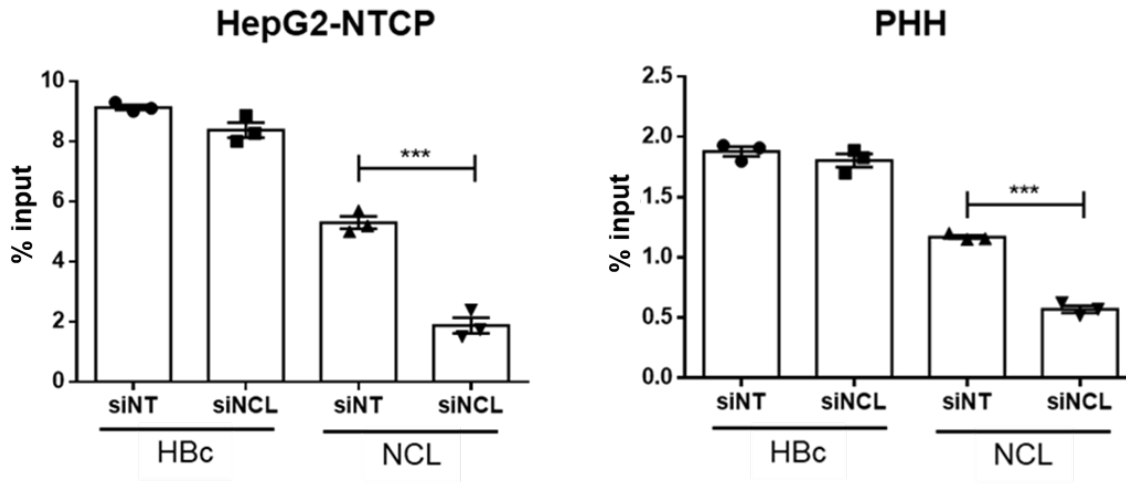 HepG2-NTCP
% input
10
8
6
4
2
0
***
siNT siNCL siNT siNCL
HBc NCL
PHH
% input
2.5
2.0
1.5
1.0
0.5
0.0
***
siNT siNCL siNT siNCL
HBc NCL